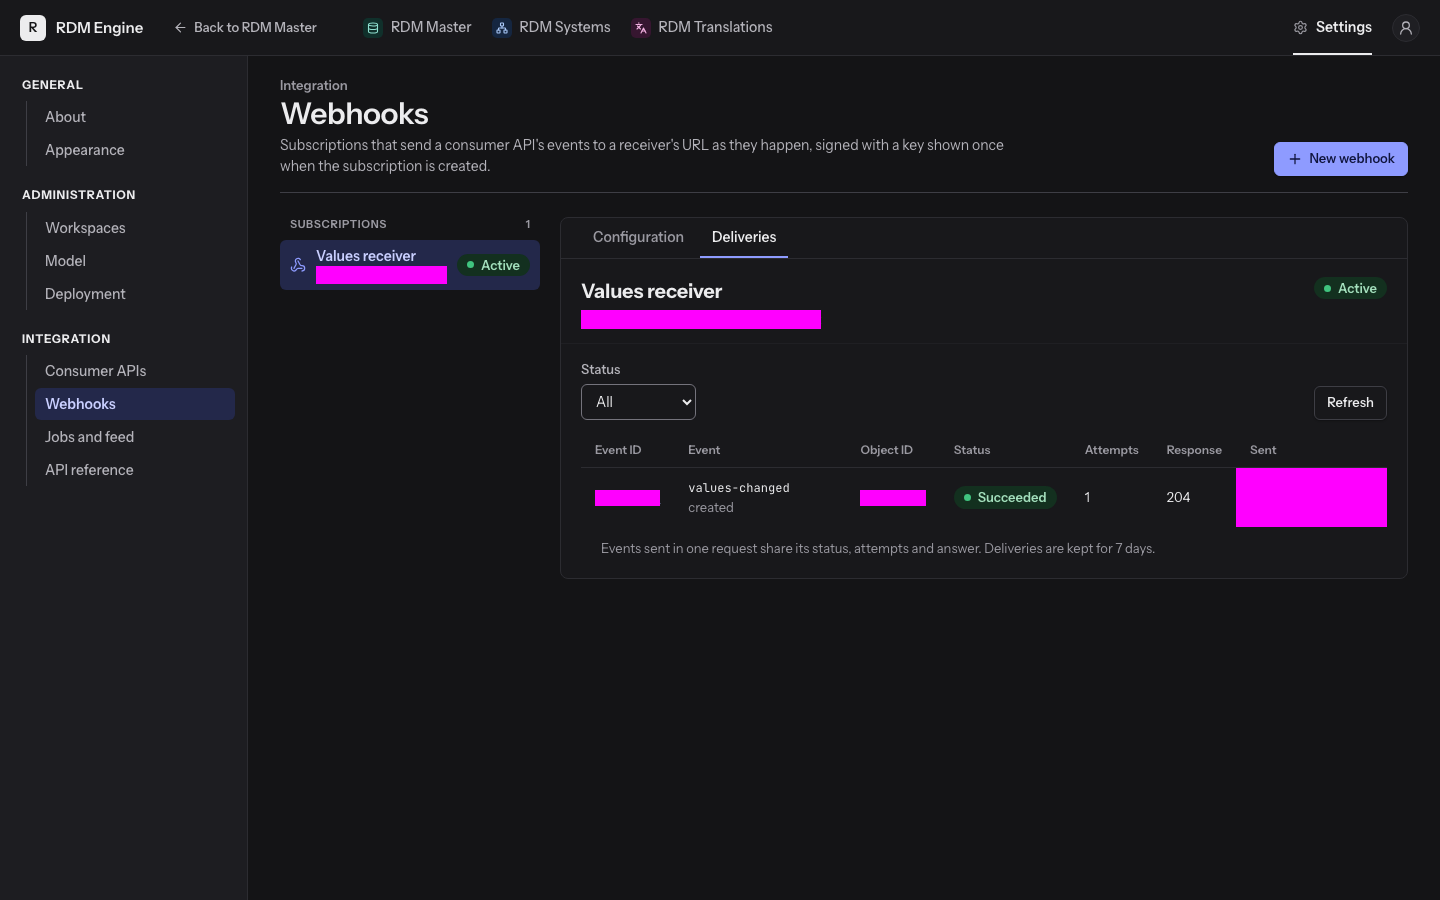 R RDM Engine
Back to RDM Master
RDM Master
RDM Systems
RDM Translations
Settings
GENERAL
About
Appearance
ADMINISTRATION
Workspaces
Model
Deployment
INTEGRATION
Consumer APIs
Webhooks
Jobs and feed
API reference
Integration
Webhooks
Subscriptions that send a consumer API's events to a receiver's URL as they happen, signed with a key shown once
when the subscription is created.
New webhook
SUBSCRIPTIONS 1
Values receiver
Active
Configuration Deliveries
Values receiver
Active
Status
All
Refresh
Event ID Event Object ID Status Attempts Response Sent
values-changed
created
Succeeded 1 204
Events sent in one request share its status, attempts and answer. Deliveries are kept for 7 days.